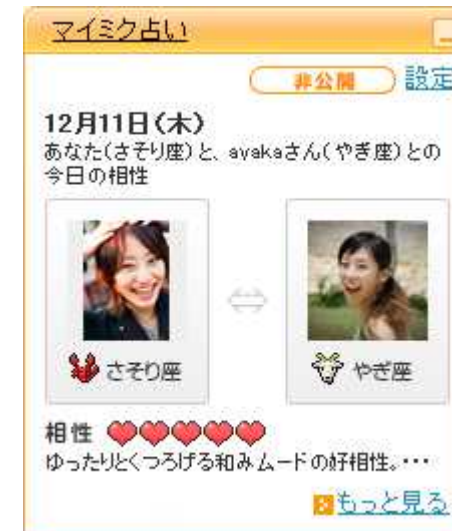 マイミク占い
非公開 設定
12月11日(木)
あなた(さそり座)と、ayakaさん(やぎ座)との
今日の相性
さそり座 やぎ座
相性
ゆったりとくつろげる和みムードの好相性。・・・
もっと見る